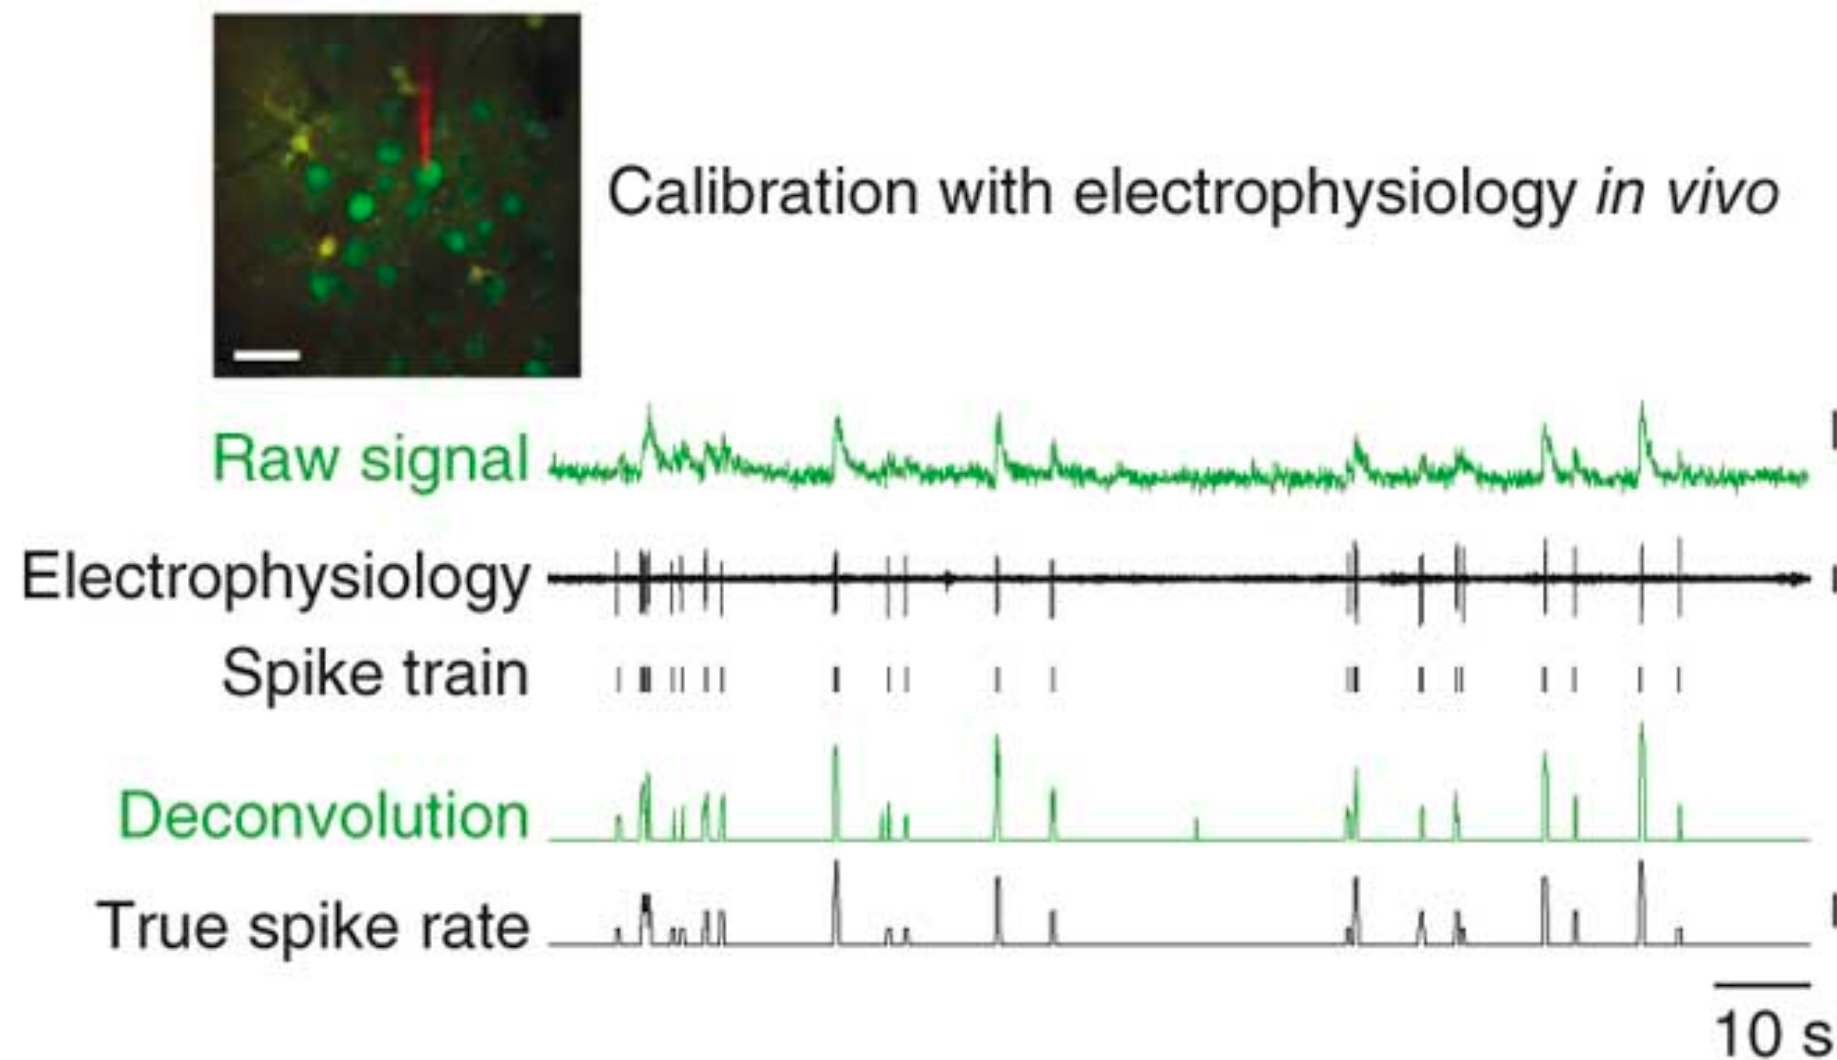 Calibration with electrophysiology in vivo
Raw signal
Electrophysiology
Spike train
Deconvolution
True spike rate
10 s